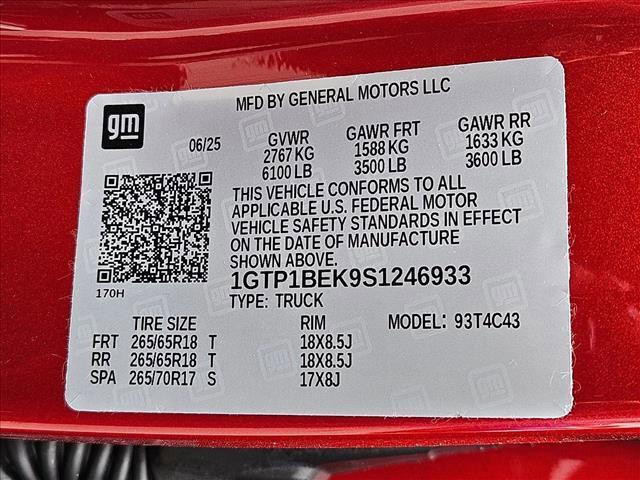 MFD BY GENERAL MOTORS LLC
gm
06/25
GVWR GAWR FRT GAWR RR
2767 KG 1588 KG 1633 KG
6100 LB 3500 LB 3600 LB
THIS VEHICLE CONFORMS TO ALL
APPLICABLE U.S. FEDERAL MOTOR
VEHICLE SAFETY STANDARDS IN EFFECT
ON THE DATE OF MANUFACTURE
SHOWN ABOVE.
170H
1GTP1BEK9S1246933
TYPE: TRUCK
TIRE SIZE RIM MODEL: 93T4C43
FRT 265/65R18 T 18X8.5J
RR 265/65R18 T 18X8.5J
SPA 265/70R17 S 17X8J